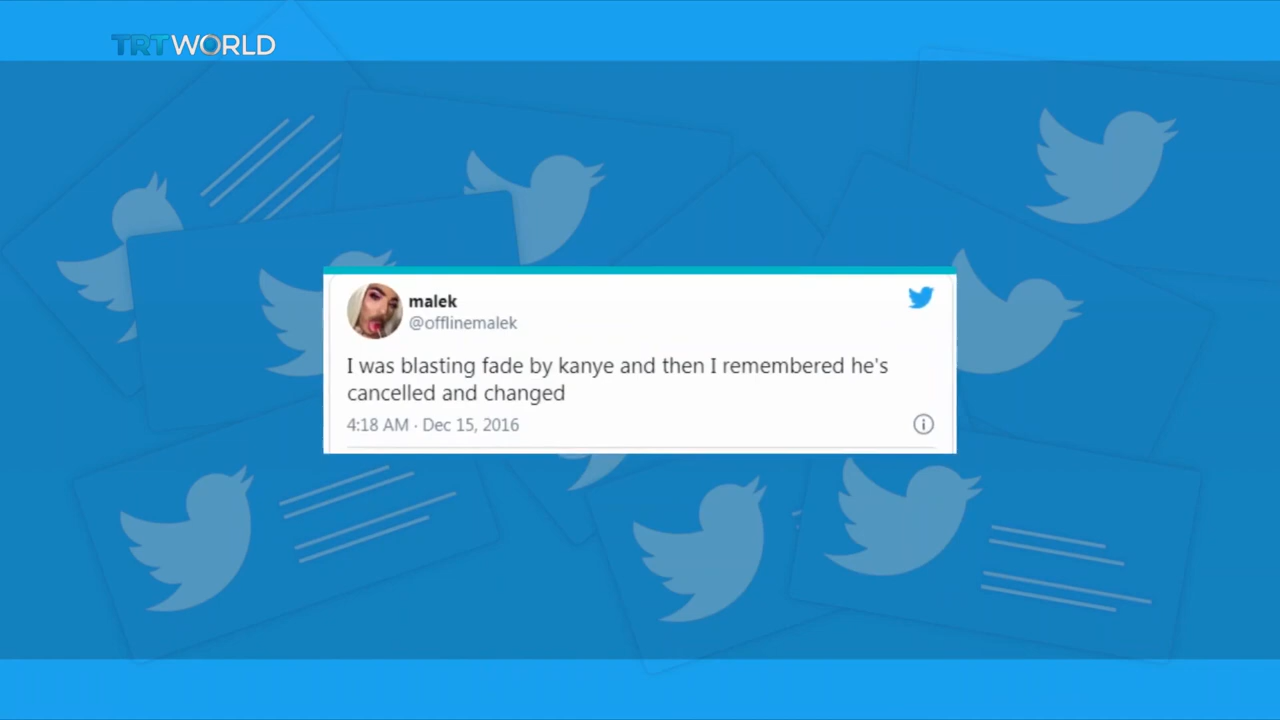 TRT WORLD
malek
@offlinemalek
I was blasting fade by kanye and then I remembered he's
cancelled and changed
4:18 AM · Dec 15, 2016